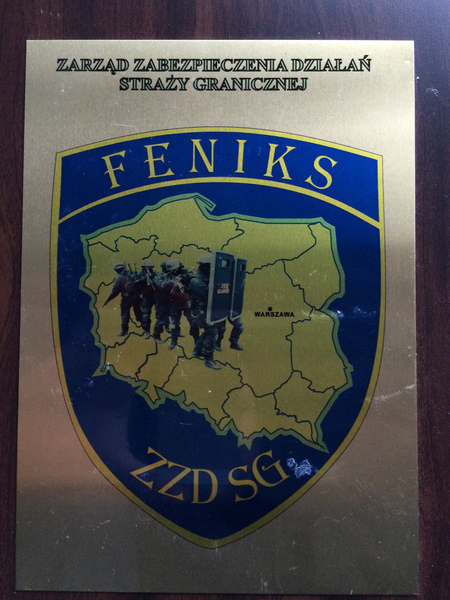 ZARZĄD ZABEZPIECZENIA DZIAŁAŃ
STRAŻY GRANICZNEJ
FENIKS
WARSZAWA
ZZD SG